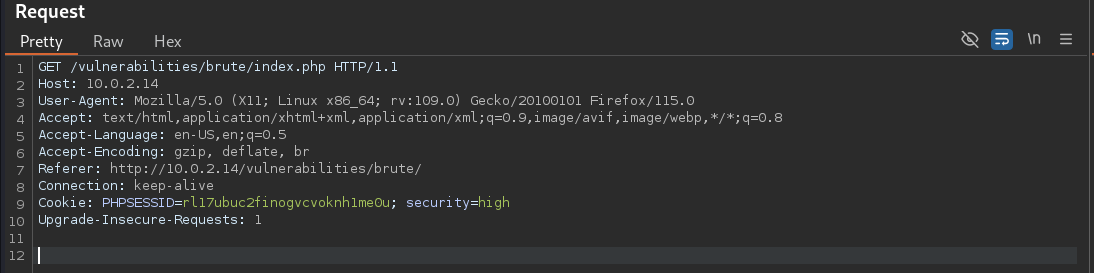 Request
Pretty Raw Hex \n
1 GET /vulnerabilities/brute/index.php HTTP/1.1
2 Host: 10.0.2.14
3 User-Agent: Mozilla/5.0 (X11; Linux x86_64; rv:109.0) Gecko/20100101 Firefox/115.0
4 Accept: text/html,application/xhtml+xml,application/xml;q=0.9,image/avif,image/webp,*/*;q=0.8
5 Accept-Language: en-US,en;q=0.5
6 Accept-Encoding: gzip, deflate, br
7 Referer: http://10.0.2.14/vulnerabilities/brute/
8 Connection: keep-alive
9 Cookie: PHPSESSID=rl17ubuc2finogvcvoknh1me0u; security=high
10 Upgrade-Insecure-Requests: 1
11
12